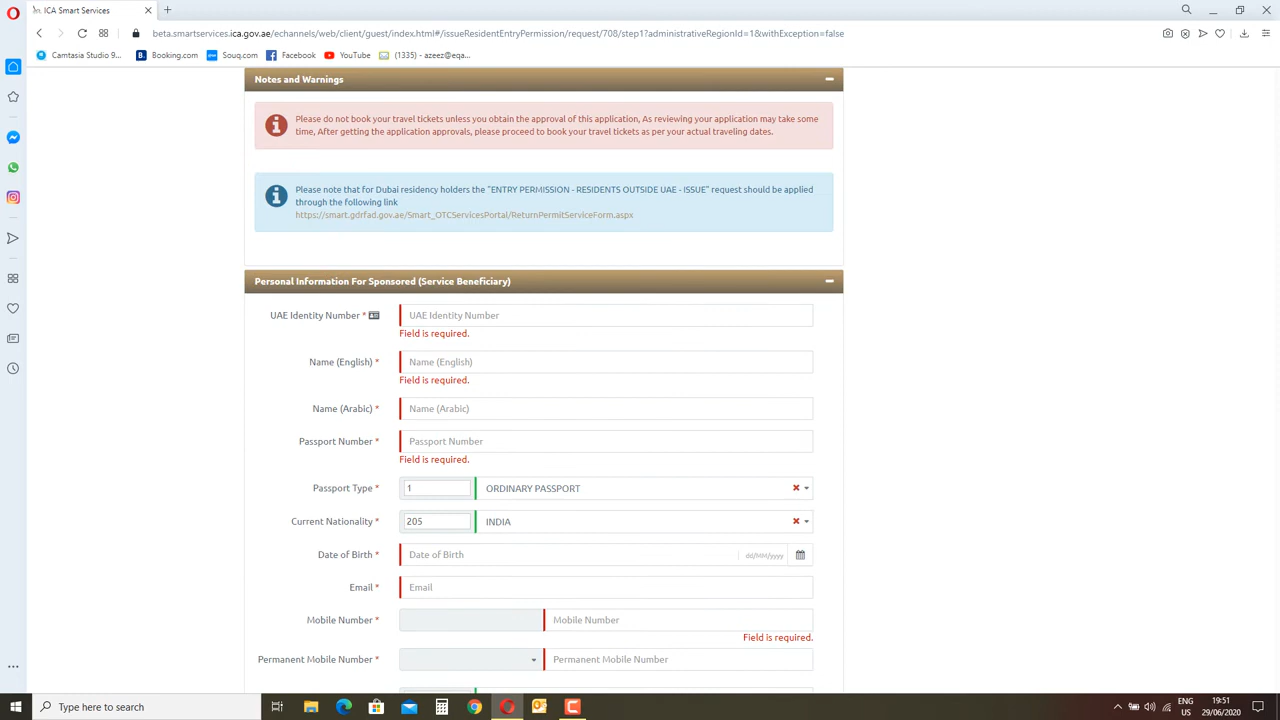 ICA Smart Services
beta.smartservices.ica.gov.ae/echannels/web/client/guest/index.html#/issueResidentEntryPermission/request/708/step1?administrativeRegionId=1&withException=false
Camtasia Studio 9... Booking.com Souq.com Facebook YouTube (1335) - azeez@eqa...
Notes and Warnings
Please do not book your travel tickets unless you obtain the approval of this application, As reviewing your application may take some
time, After getting the application approvals, please proceed to book your travel tickets as per your actual traveling dates.
Please note that for Dubai residency holders the "ENTRY PERMISSION - RESIDENTS OUTSIDE UAE - ISSUE" request should be applied
through the following link
https://smart.gdrfad.gov.ae/Smart_OTCServicesPortal/ReturnPermitServiceForm.aspx
Personal Information For Sponsored (Service Beneficiary)
UAE Identity Number * UAE Identity Number
Field is required.
Name (English) * Name (English)
Field is required.
Name (Arabic) * Name (Arabic)
Passport Number * Passport Number
Field is required.
Passport Type * 1 ORDINARY PASSPORT
Current Nationality * 205 INDIA
Date of Birth * Date of Birth dd/MM/yyyy
Email * Email
Mobile Number * Mobile Number
Field is required.
Permanent Mobile Number * Permanent Mobile Number
Type here to search
ENG
US
19:51
29/06/2020